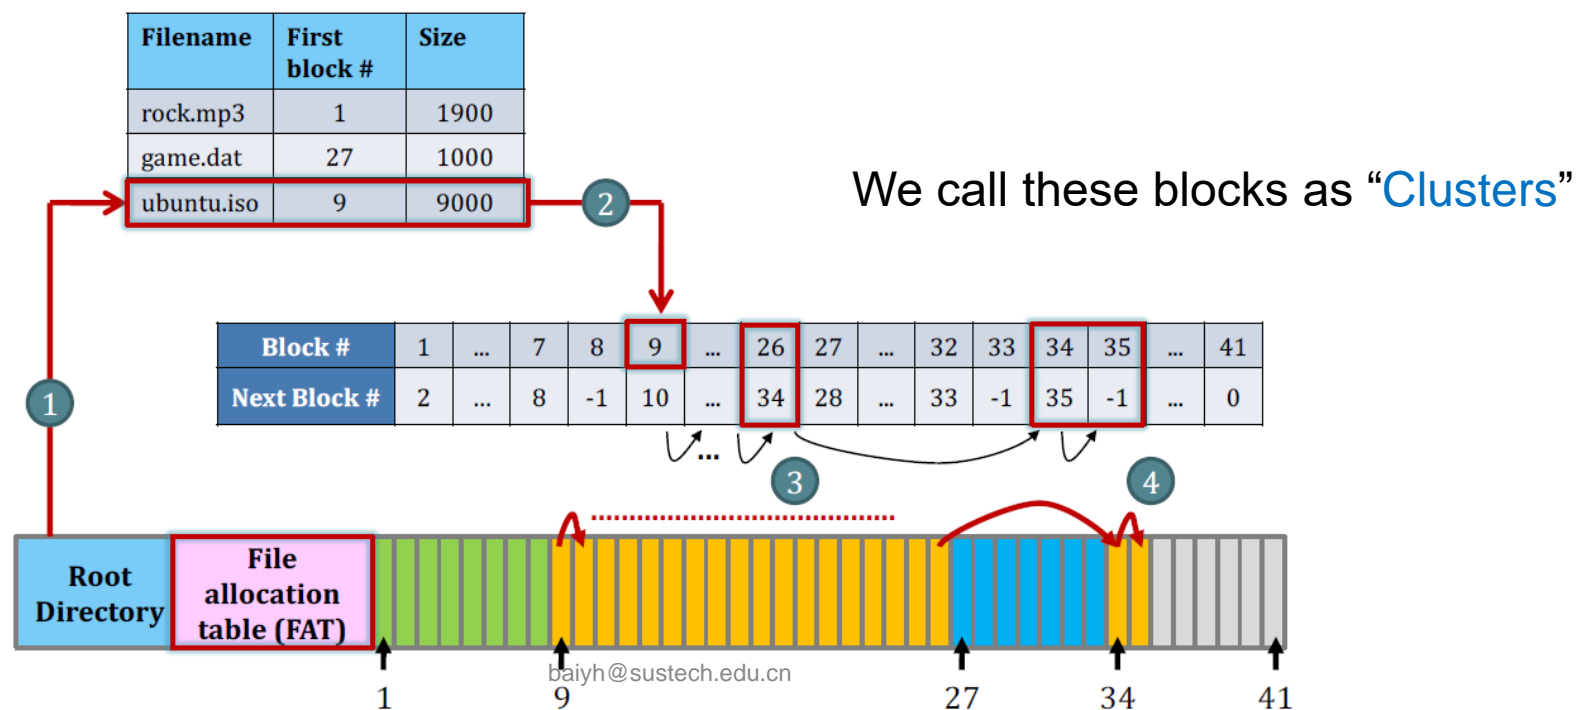 Filename First block # Size
rock.mp3 1 1900
game.dat 27 1000
ubuntu.iso 9 9000
2
We call these blocks as “Clusters”
Block # 1 ... 7 8 9 ... 26 27 ... 32 33 34 35 ... 41
Next Block # 2 ... 8 -1 10 ... 34 28 ... 33 -1 35 -1 ... 0
1
...
3
4
Root
Directory
File
allocation
table (FAT)
baiyh@sustech.edu.cn
1 9 27 34 41